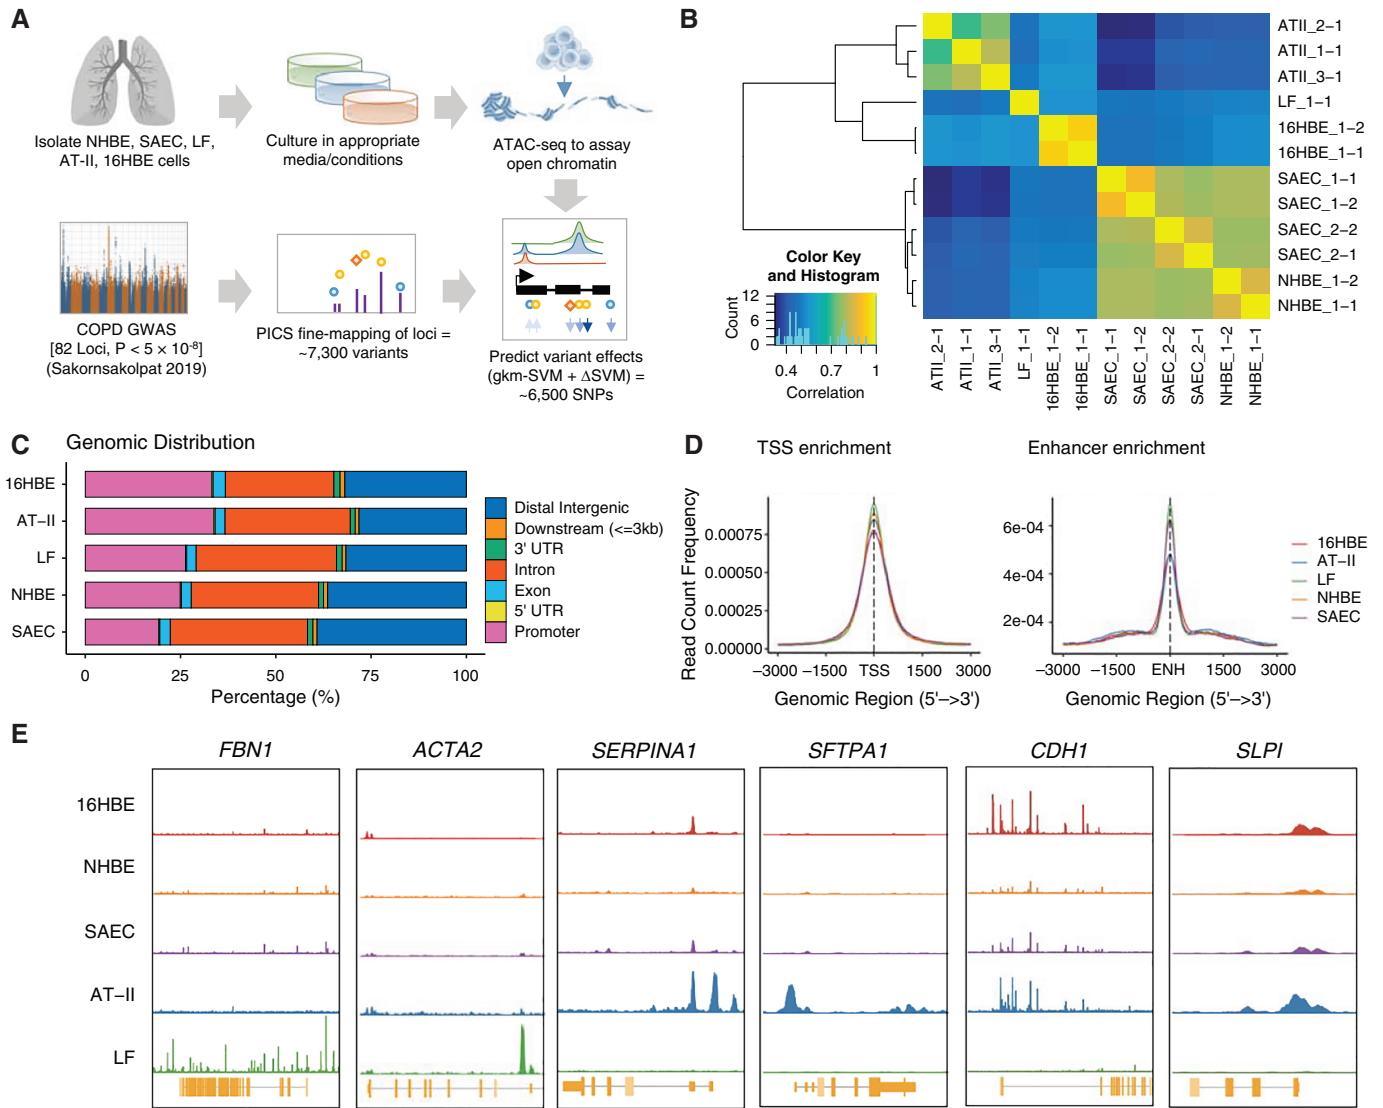 A
Isolate NHBE, SAEC, LF,
AT-II, 16HBE cells
Culture in appropriate
media/conditions
ATAC-seq to assay
open chromatin
COPD GWAS
[82 Loci, P < 5 × 10-8]
(Sakornsakolpat 2019)
PICS fine-mapping of loci =
~7,300 variants
Predict variant effects
(gkm-SVM + ΔSVM) =
~6,500 SNPs
B
ATII_2-1
ATII_1-1
ATII_3-1
LF_1-1
16HBE_1-2
16HBE_1-1
SAEC_1-1
SAEC_1-2
SAEC_2-2
SAEC_2-1
NHBE_1-2
NHBE_1-1
Color Key
and Histogram
Count
12
8
4
0
0.4 0.7 1
Correlation
ATII_2-1
ATII_1-1
ATII_3-1
LF_1-1
16HBE_1-2
16HBE_1-1
SAEC_1-1
SAEC_1-2
SAEC_2-2
SAEC_2-1
NHBE_1-2
NHBE_1-1
C
Genomic Distribution
16HBE
AT-II
LF
NHBE
SAEC
0 25 50 75 100
Percentage (%)
Distal Intergenic
Downstream (<=3kb)
3' UTR
Intron
Exon
5' UTR
Promoter
D
TSS enrichment
Read Count Frequency
0.00075
0.00050
0.00025
0.00000
-3000 -1500 TSS 1500 3000
Genomic Region (5'->3')
Enhancer enrichment
6e-04
4e-04
2e-04
-3000 -1500 ENH 1500 3000
Genomic Region (5'->3')
16HBE
AT-II
LF
NHBE
SAEC
E
FBN1 ACTA2 SERPINA1 SFTPA1 CDH1 SLPI
16HBE
NHBE
SAEC
AT-II
LF